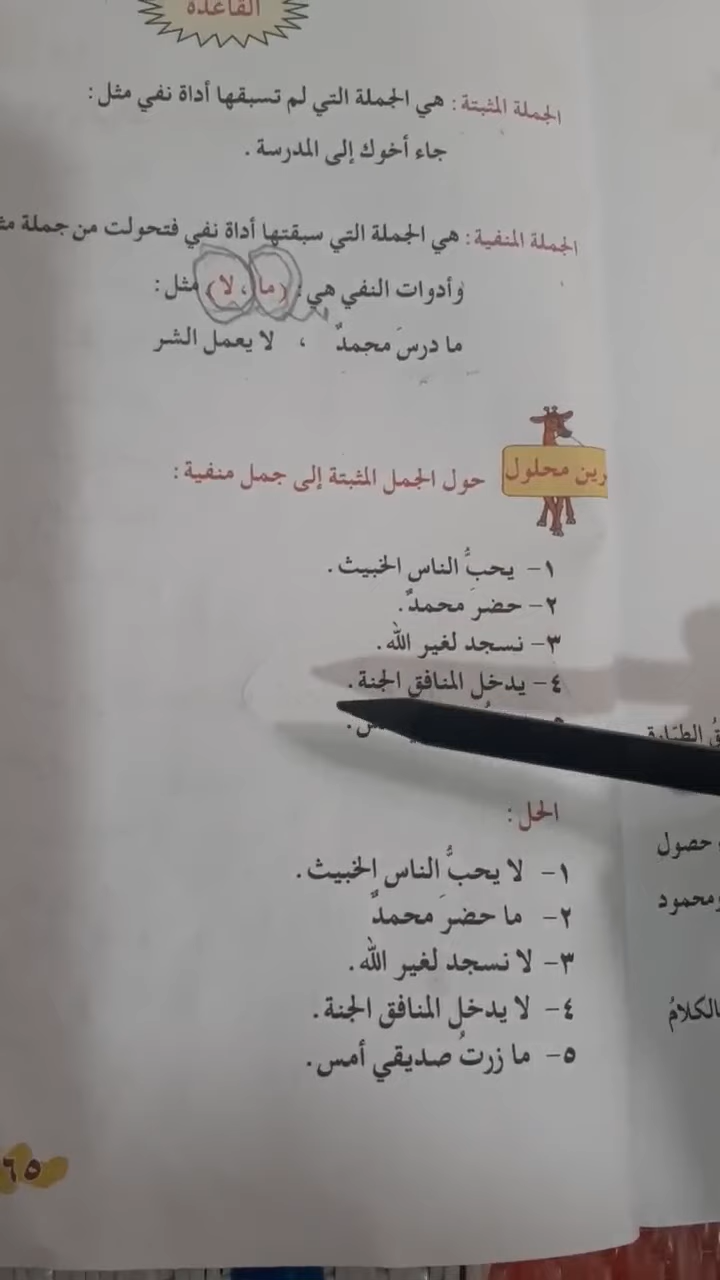 القاعدة
الجملة المثبتة: هي الجملة التي لم تسبقها أداة نفي مثل:
جاء أخوك إلى المدرسة.
الجملة المنفية: هي الجملة التي سبقتها أداة نفي فتحولت من جملة
وأدوات النفي هي: (ما، لا) مثل:
ما درسَ محمدٌ ، لا يعمل الشر
رين محلول
حول الجمل المثبتة إلى جمل منفية:
١- يحبُّ الناس الخبيث.
٢- حضرَ محمدٌ.
٣- نسجد لغير الله.
٤- يدخل المنافق الجنة.
الحل:
١- لا يحبُّ الناس الخبيث.
٢- ما حضرَ محمدٌ
٣- لا نسجد لغير الله.
٤- لا يدخل المنافق الجنة.
٥- ما زرتُ صديقي أمس.
حصول
ومحمود
بالكلامُ
٦٥